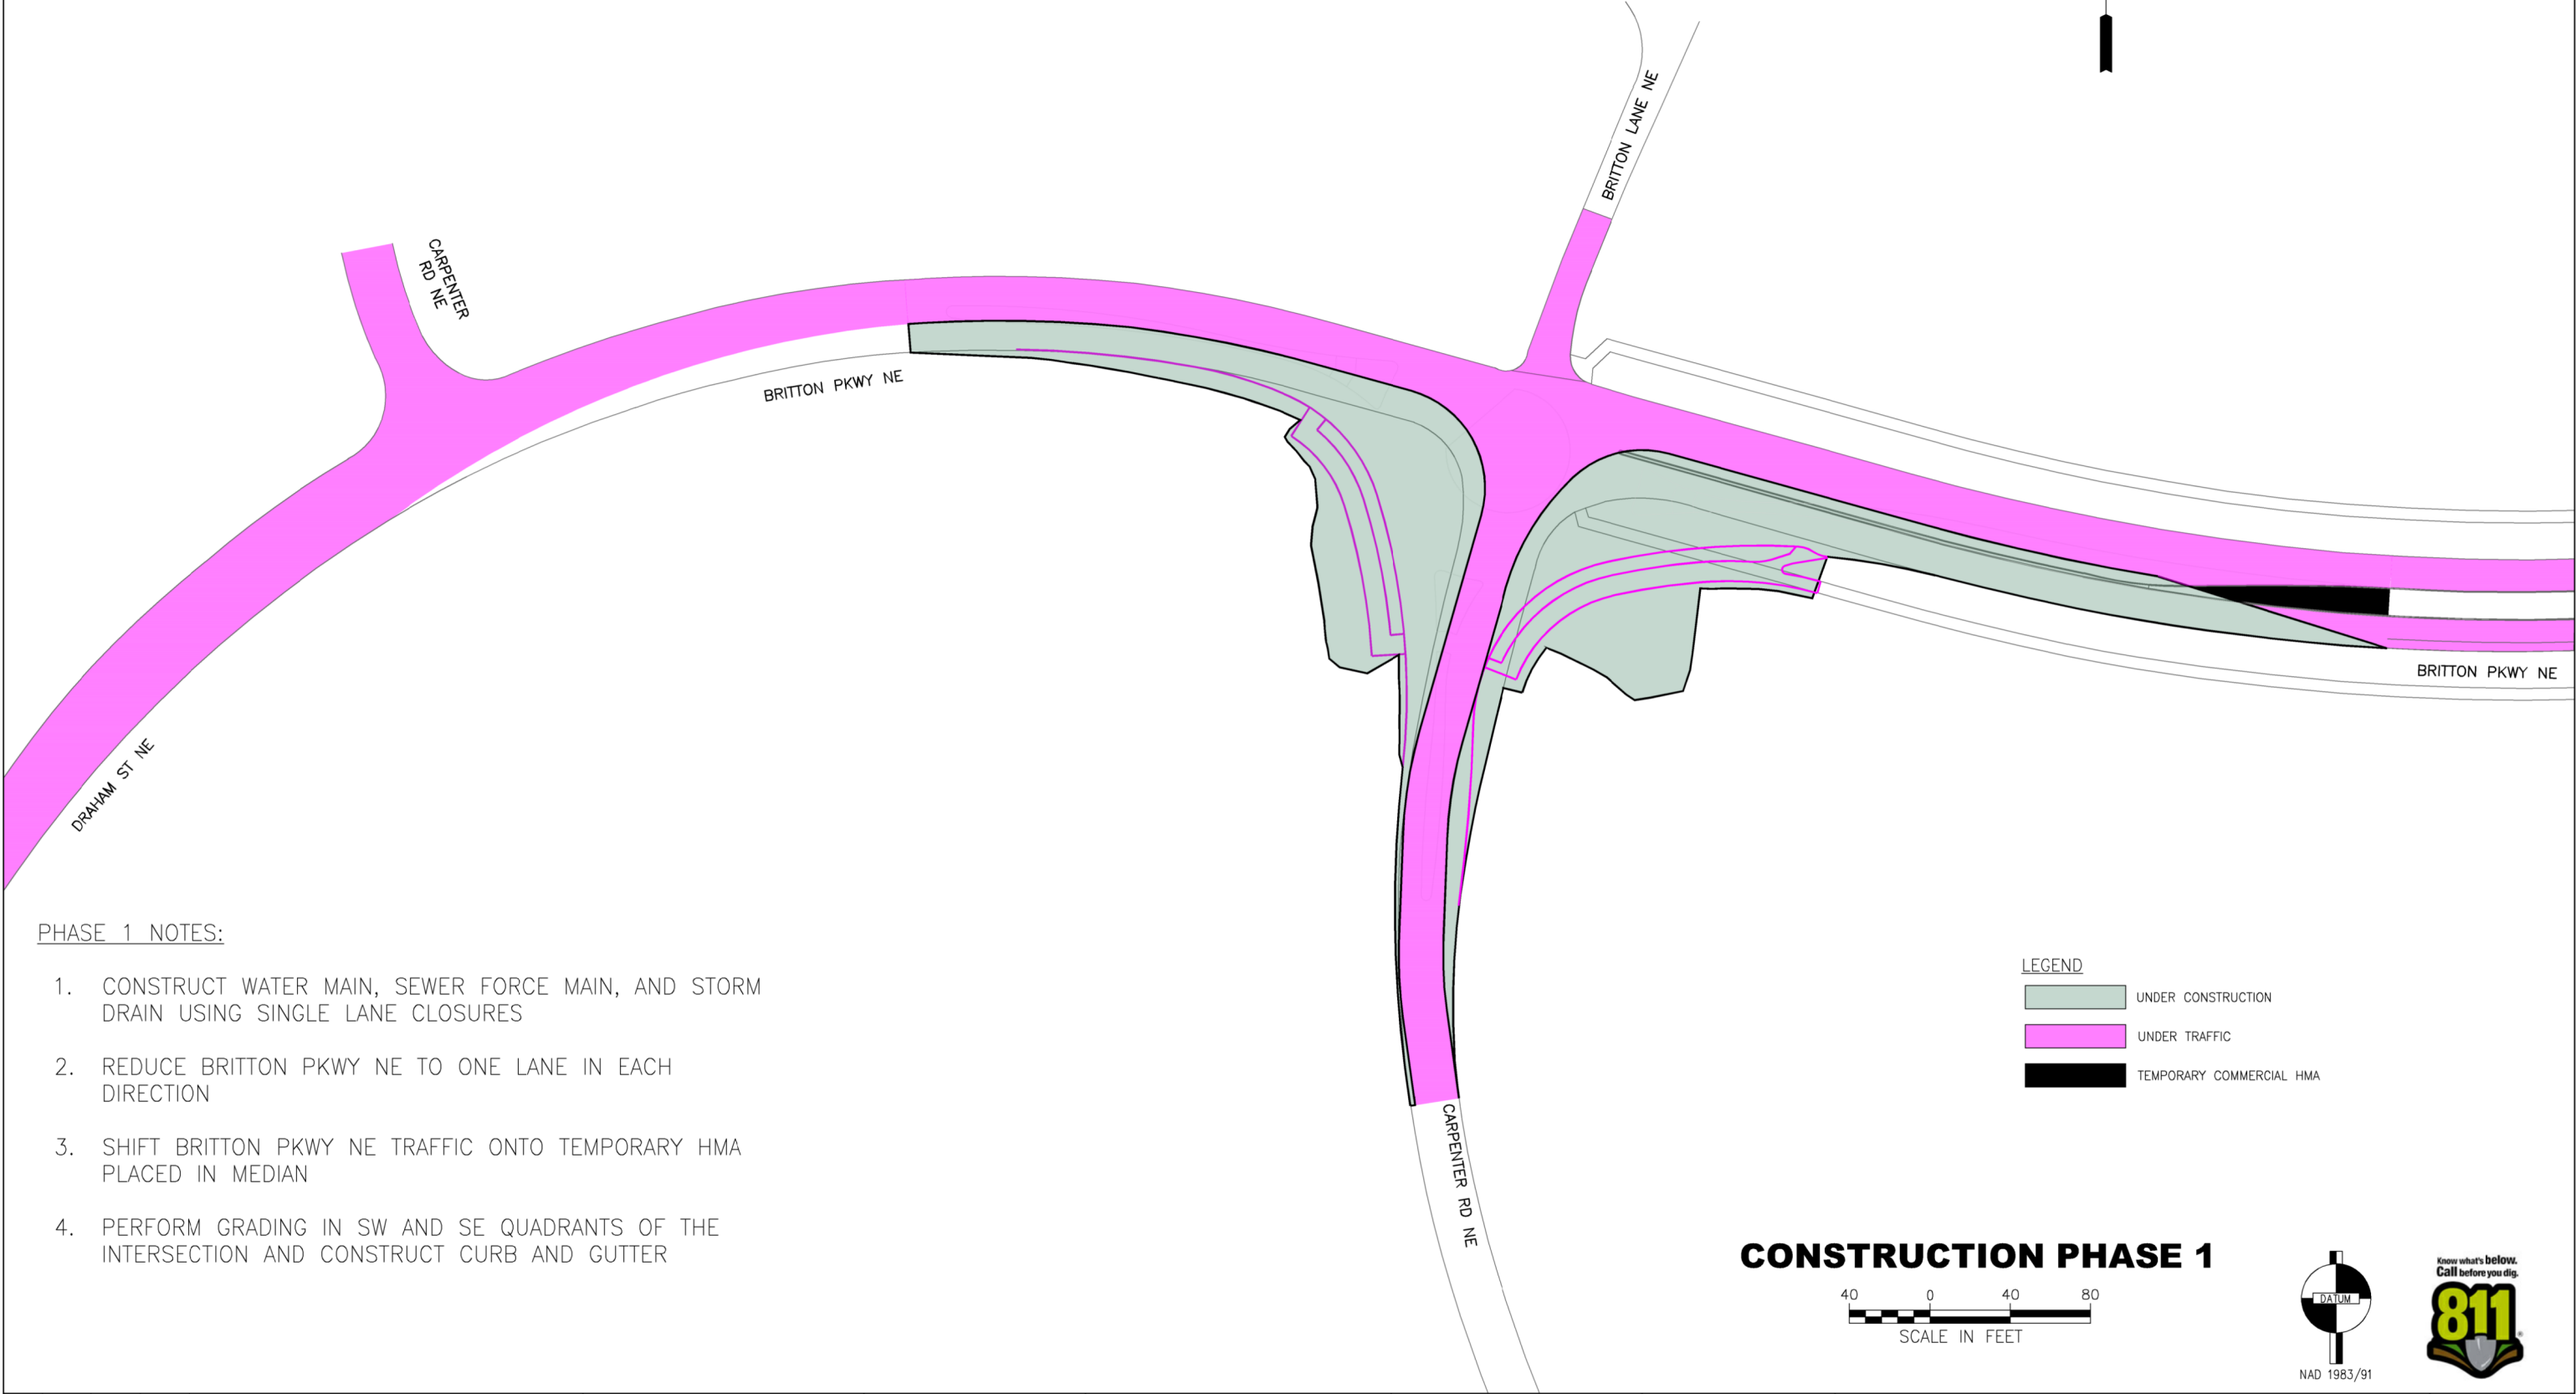 BRITTON LANE NE
CARPENTER
RD NE
BRITTON PKWY NE
BRITTON PKWY NE
DRAHAM ST NE
CARPENTER RD NE
PHASE 1 NOTES:
1. CONSTRUCT WATER MAIN, SEWER FORCE MAIN, AND STORM
DRAIN USING SINGLE LANE CLOSURES
2. REDUCE BRITTON PKWY NE TO ONE LANE IN EACH
DIRECTION
3. SHIFT BRITTON PKWY NE TRAFFIC ONTO TEMPORARY HMA
PLACED IN MEDIAN
4. PERFORM GRADING IN SW AND SE QUADRANTS OF THE
INTERSECTION AND CONSTRUCT CURB AND GUTTER
LEGEND
UNDER CONSTRUCTION
UNDER TRAFFIC
TEMPORARY COMMERCIAL HMA
CONSTRUCTION PHASE 1
40 0 40 80
SCALE IN FEET
DATUM
NAD 1983/91
Know what's below.
Call before you dig.
811